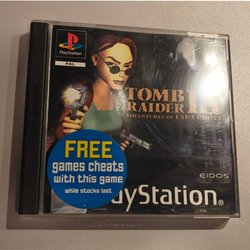 PlayStation
PAL
TOMB
RAIDER III
ADVENTURES OF LARA CROFT
FREE
games cheats
with this game
while stocks last
EIDOS
ayStation